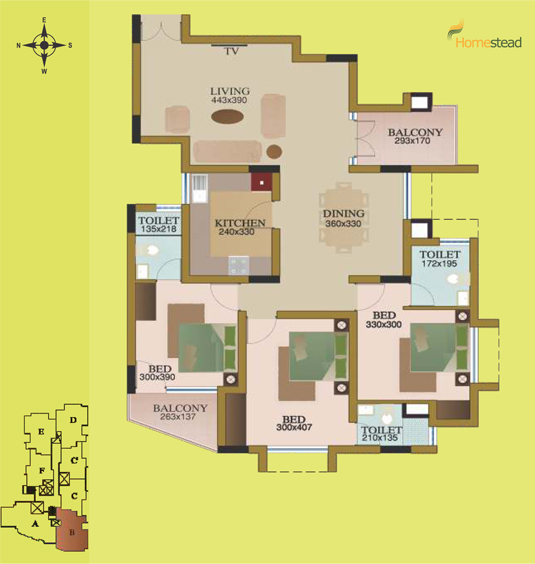 E
N S
W
Homestead
TV
LIVING
443x390
BALCONY
293x170
TOILET
135x218
KITCHEN
240x330
DINING
360x330
TOILET
172x195
BED
330x300
BED
300x390
BALCONY
263x137
BED
300x407
TOILET
210x135
D
E
C
F
C
A
B